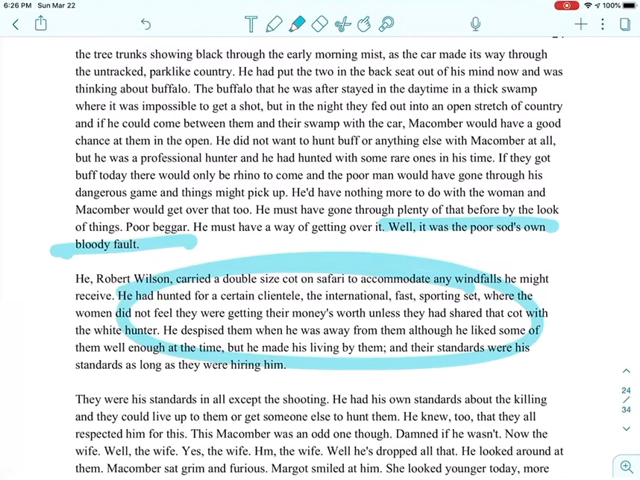 6:26 PM Sun Mar 22
100%
the tree trunks showing black through the early morning mist, as the car made its way through
the untracked, parklike country. He had put the two in the back seat out of his mind now and was
thinking about buffalo. The buffalo that he was after stayed in the daytime in a thick swamp
where it was impossible to get a shot, but in the night they fed out into an open stretch of country
and if he could come between them and their swamp with the car, Macomber would have a good
chance at them in the open. He did not want to hunt buff or anything else with Macomber at all,
but he was a professional hunter and he had hunted with some rare ones in his time. If they got
buff today there would only be rhino to come and the poor man would have gone through his
dangerous game and things might pick up. He'd have nothing more to do with the woman and
Macomber would get over that too. He must have gone through plenty of that before by the look
of things. Poor beggar. He must have a way of getting over it. Well, it was the poor sod's own
bloody fault.
He, Robert Wilson, carried a double size cot on safari to accommodate any windfalls he might
receive. He had hunted for a certain clientele, the international, fast, sporting set, where the
women did not feel they were getting their money's worth unless they had shared that cot with
the white hunter. He despised them when he was away from them although he liked some of
them well enough at the time, but he made his living by them; and their standards were his
standards as long as they were hiring him.
They were his standards in all except the shooting. He had his own standards about the killing
and they could live up to them or get someone else to hunt them. He knew, too, that they all
respected him for this. This Macomber was an odd one though. Damned if he wasn't. Now the
wife. Well, the wife. Yes, the wife. Hm, the wife. Well he's dropped all that. He looked around at
them. Macomber sat grim and furious. Margot smiled at him. She looked younger today, more
24
/
34